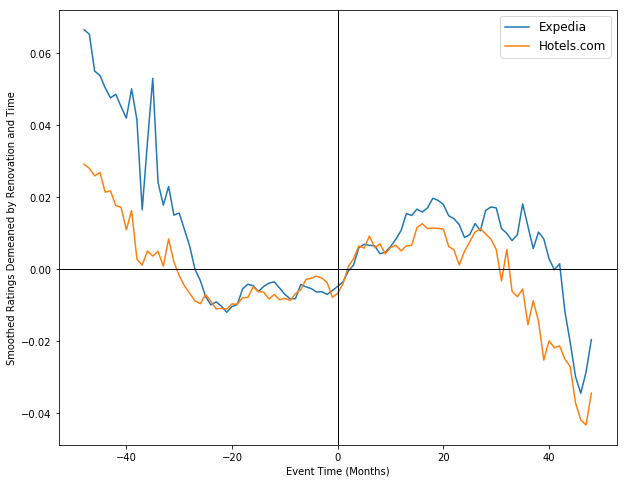 Expedia
Hotels.com
Smoothed Ratings Demeaned by Renovation and Time
0.06
0.04
0.02
0.00
−0.02
−0.04
−40 −20 0 20 40
Event Time (Months)